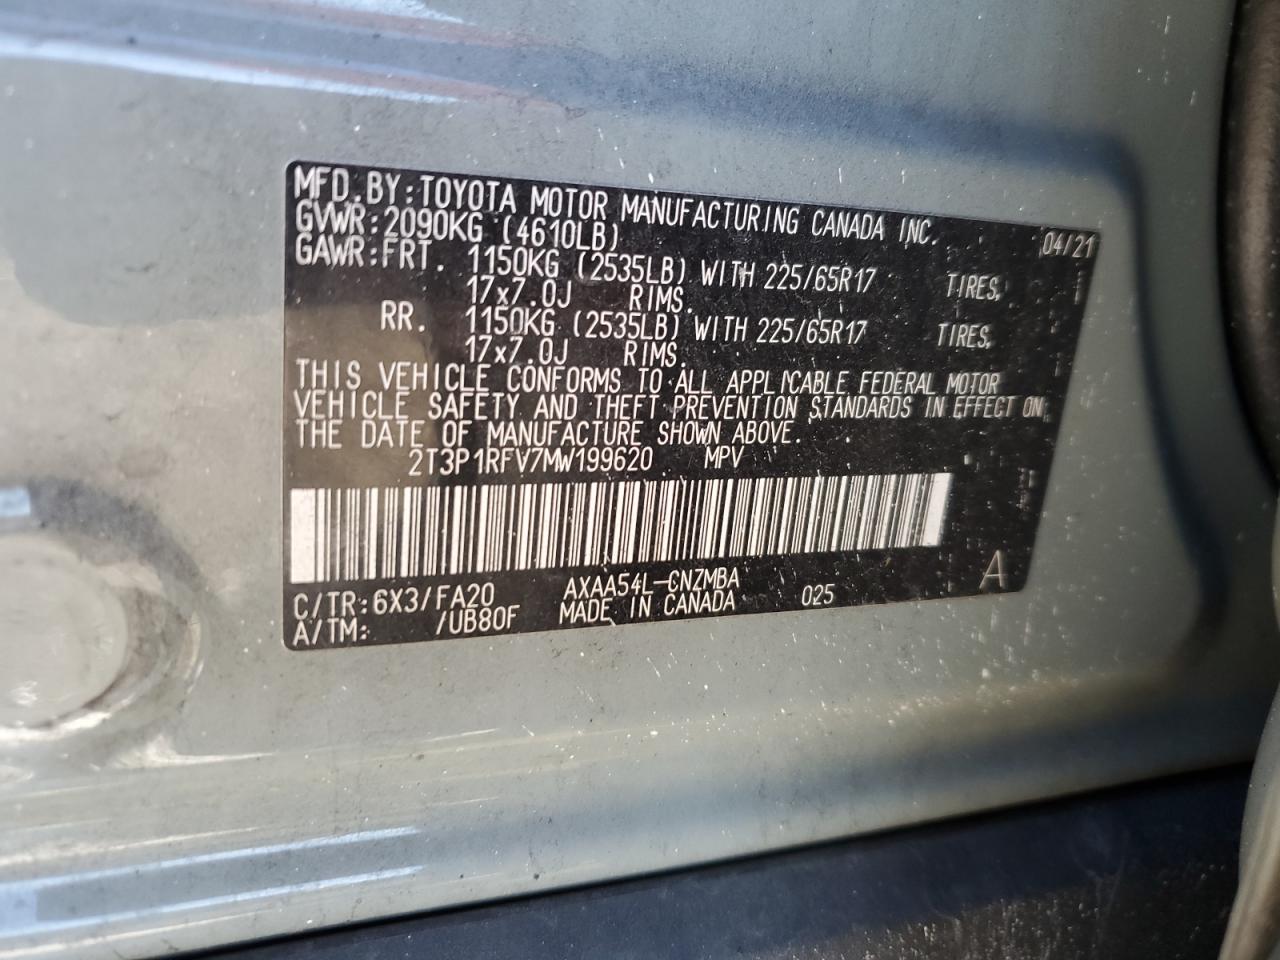 MFD.BY:TOYOTA MOTOR MANUFACTURING CANADA INC. 04/21
GVWR:2090KG (4610LB)
GAWR:FRT. 1150KG (2535LB) WITH 225/65R17 TIRES,
17x7.0J RIMS.
RR. 1150KG (2535LB) WITH 225/65R17 TIRES,
17x7.0J RIMS.
THIS VEHICLE CONFORMS TO ALL APPLICABLE FEDERAL MOTOR
VEHICLE SAFETY AND THEFT PREVENTION STANDARDS IN EFFECT ON
THE DATE OF MANUFACTURE SHOWN ABOVE.
2T3P1RFV7MW199620 MPV
C/TR:6X3/FA20 AXAA54L-CNZMBA 025 A
A/TM: /UB80F MADE IN CANADA